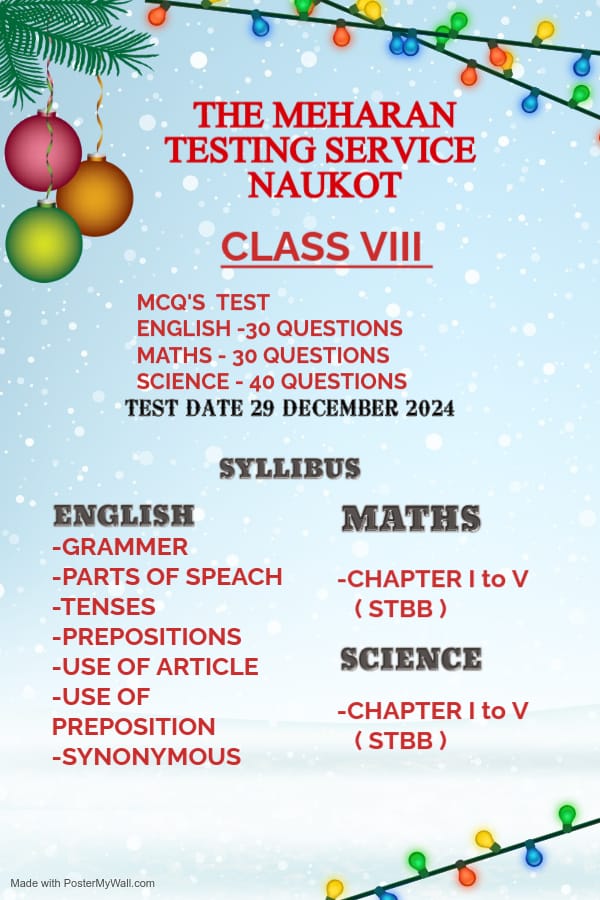 THE MEHARAN
TESTING SERVICE
NAUKOT
CLASS VIII
MCQ'S TEST
ENGLISH -30 QUESTIONS
MATHS - 30 QUESTIONS
SCIENCE - 40 QUESTIONS
TEST DATE 29 DECEMBER 2024
SYLLIBUS
ENGLISH
-GRAMMER
-PARTS OF SPEACH
-TENSES
-PREPOSITIONS
-USE OF ARTICLE
-USE OF
PREPOSITION
-SYNONYMOUS
MATHS
-CHAPTER I to V
( STBB )
SCIENCE
-CHAPTER I to V
( STBB )
Made with PosterMyWall.com